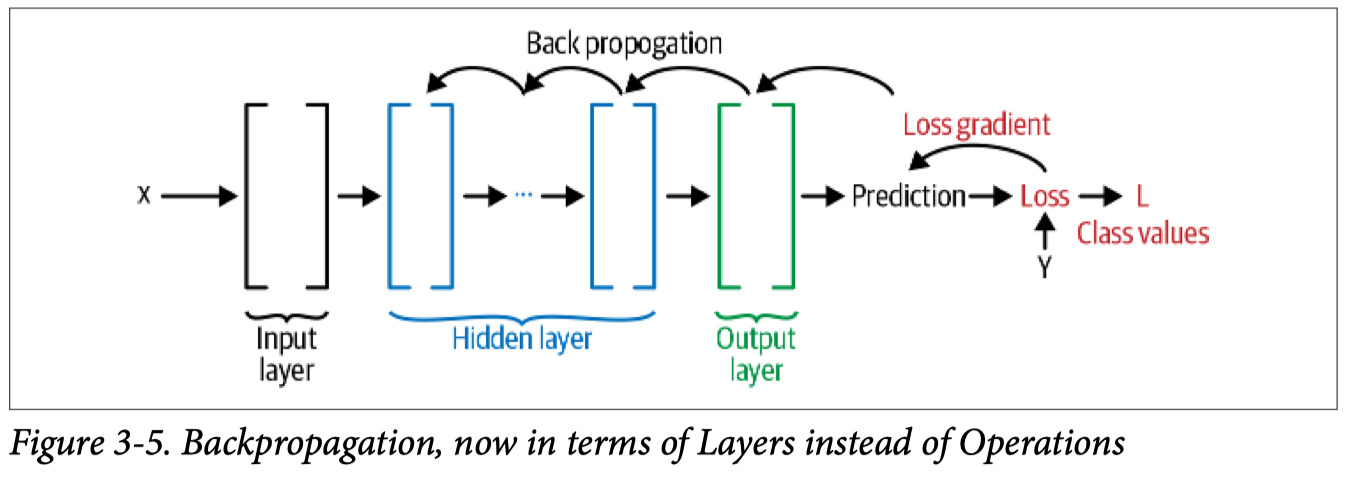 Back propogation
Loss gradient
X
...
Prediction
Loss
L
Class values
Y
Input
layer
Hidden layer
Output
layer
Figure 3-5. Backpropagation, now in terms of Layers instead of Operations